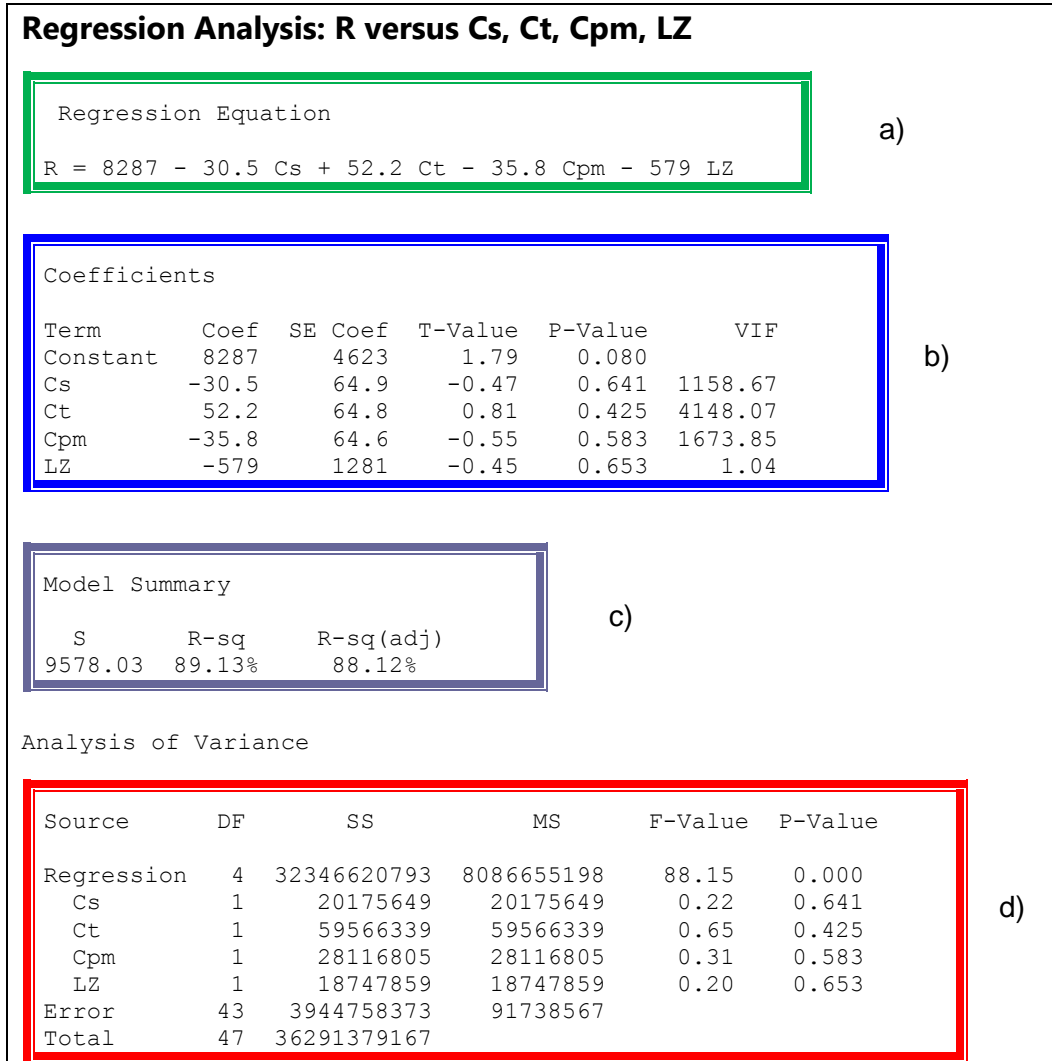 Regression Analysis: R versus Cs, Ct, Cpm, LZ
Regression Equation
a)
R = 8287 - 30.5 Cs + 52.2 Ct - 35.8 Cpm - 579 LZ
Coefficients
Term Coef SE Coef T-Value P-Value VIF
Constant 8287 4623 1.79 0.080
b)
Cs -30.5 64.9 -0.47 0.641 1158.67
Ct 52.2 64.8 0.81 0.425 4148.07
Cpm -35.8 64.6 -0.55 0.583 1673.85
LZ -579 1281 -0.45 0.653 1.04
Model Summary
c)
S R-sq R-sq(adj)
9578.03 89.13% 88.12%
Analysis of Variance
Source DF SS MS F-Value P-Value
Regression 4 32346620793 8086655198 88.15 0.000
Cs 1 20175649 20175649 0.22 0.641
d)
Ct 1 59566339 59566339 0.65 0.425
Cpm 1 28116805 28116805 0.31 0.583
LZ 1 18747859 18747859 0.20 0.653
Error 43 3944758373 91738567
Total 47 36291379167